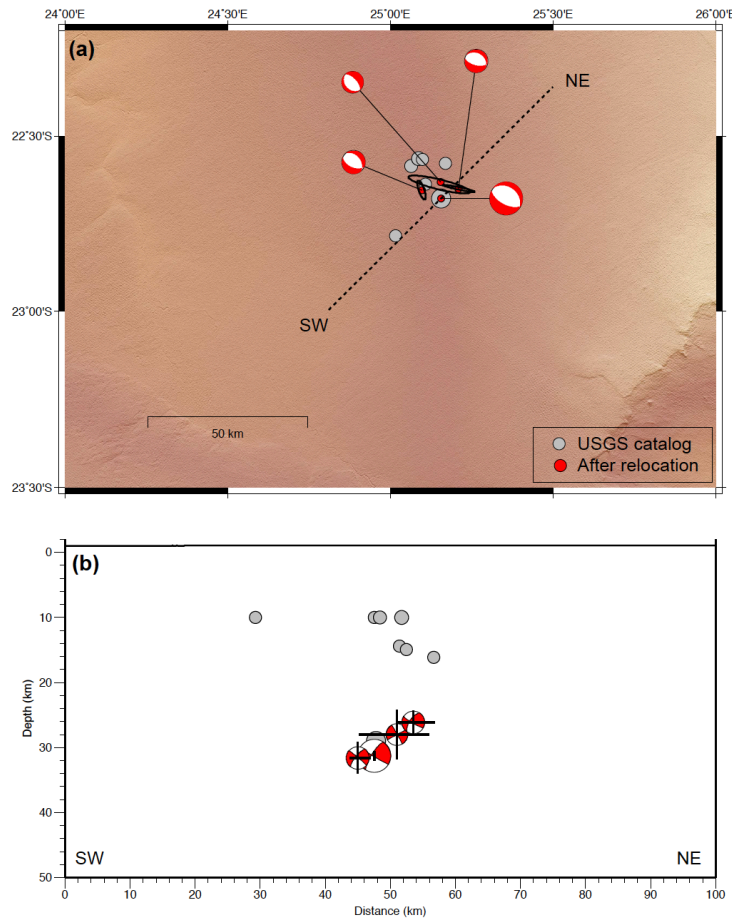 24°00'E 24°30'E 25°00'E 25°30'E 26°00'E
(a)
NE
22°30'S
23°00'S
SW
50 km
USGS catalog
After relocation
23°30'S
(b)
0
10
20
30
40
50
Depth (km)
SW NE
0 10 20 30 40 50 60 70 80 90 100
Distance (km)